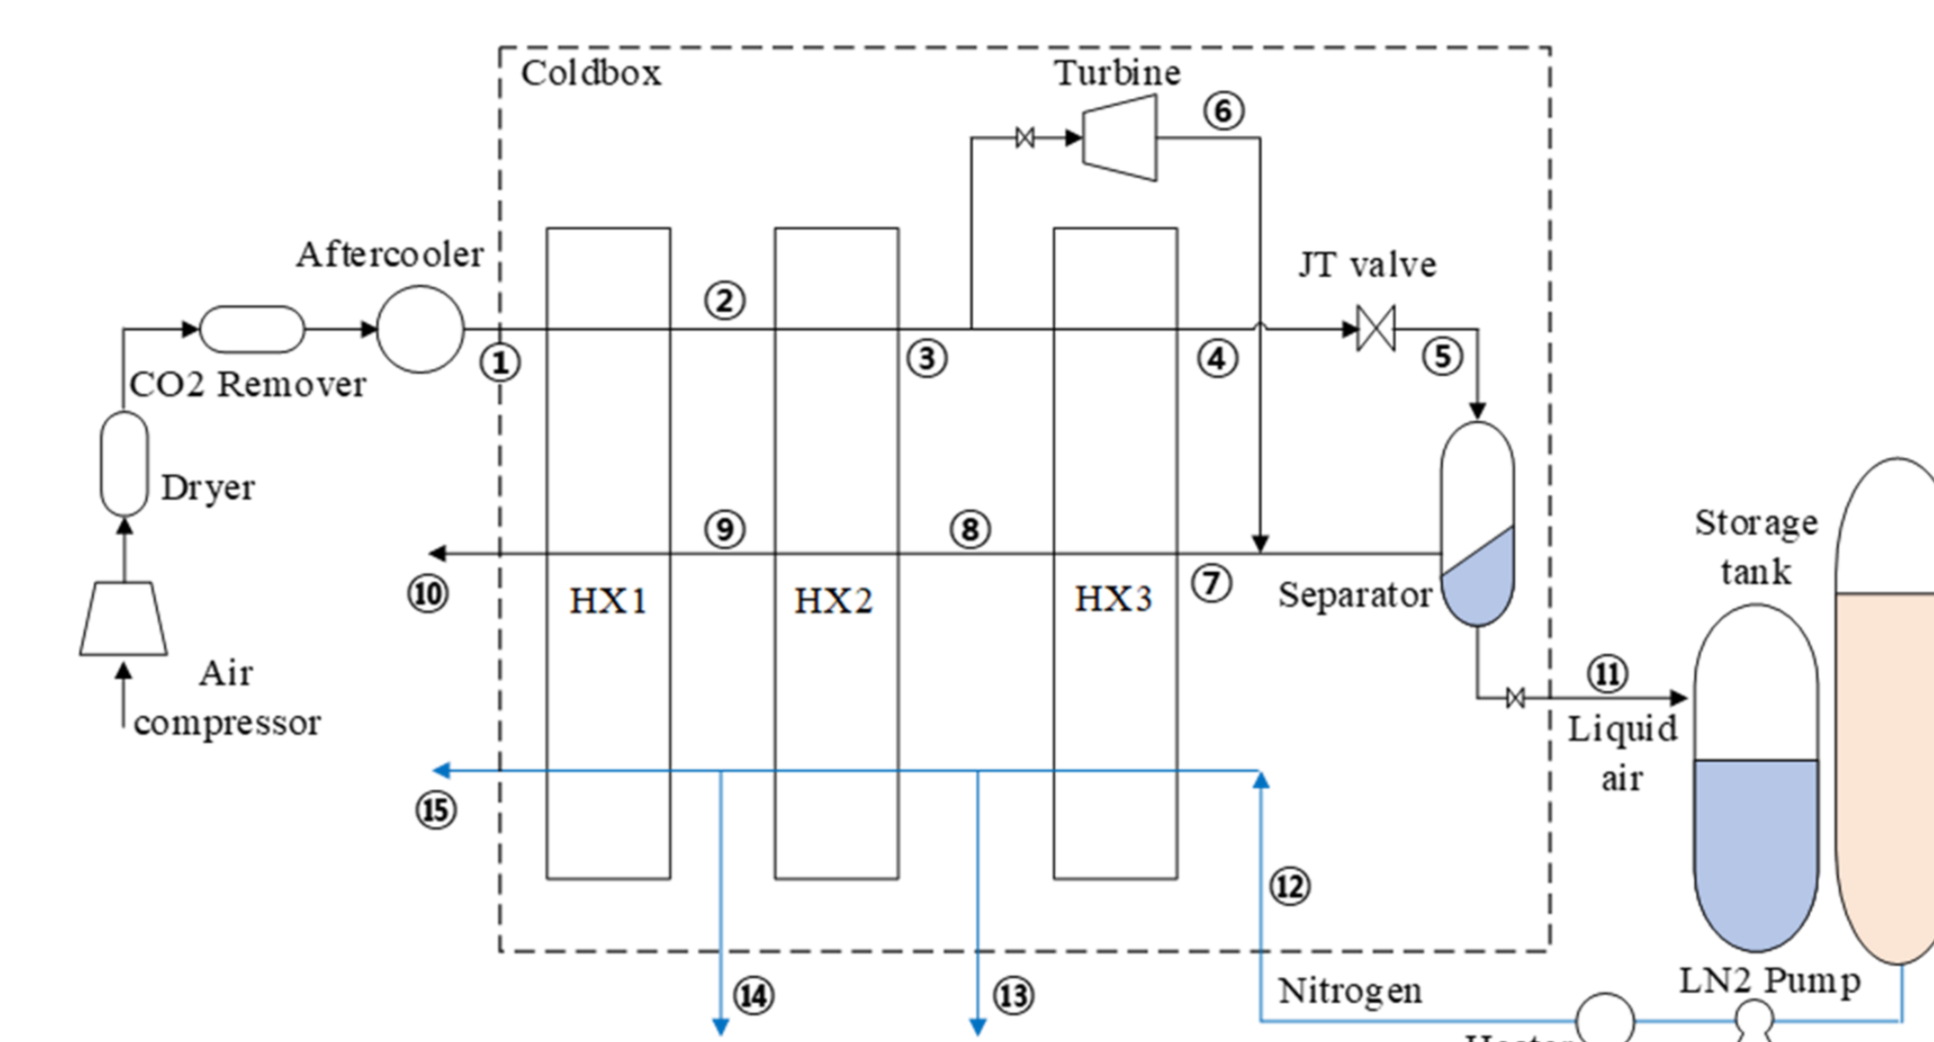 Coldbox
Turbine
⑥
Aftercooler
JT valve
②
①
③
④
⑤
CO2 Remover
Dryer
⑨
⑧
⑩
HX1
HX2
HX3
⑦
Separator
Storage
tank
Air
compressor
⑪
Liquid
air
⑮
⑫
⑭
⑬
Nitrogen
LN2 Pump